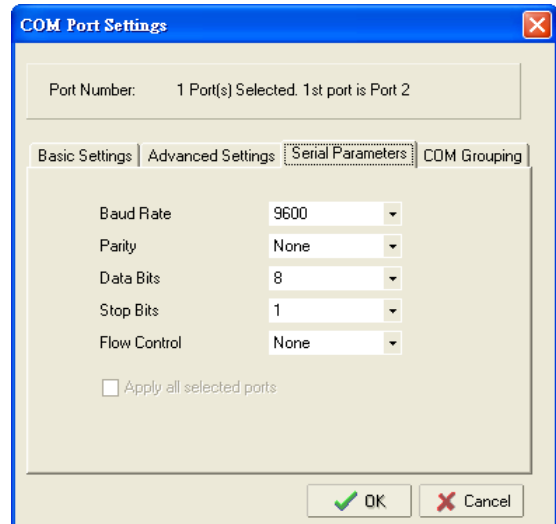 COM Port Settings
Port Number: 1 Port(s) Selected. 1st port is Port 2
Basic Settings Advanced Settings Serial Parameters COM Grouping
Baud Rate 9600
Parity None
Data Bits 8
Stop Bits 1
Flow Control None
Apply all selected ports
OK Cancel